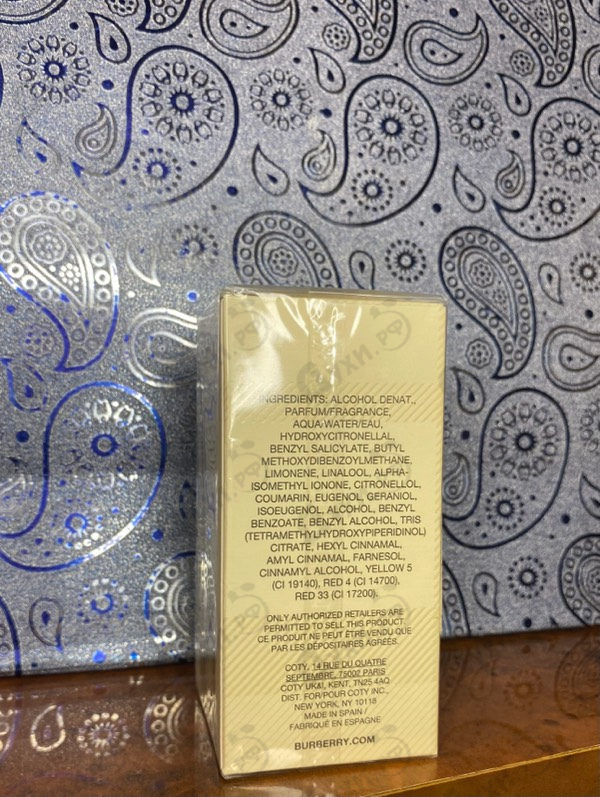 INGREDIENTS: ALCOHOL DENAT.,
PARFUM/FRAGRANCE,
AQUA/WATER/EAU,
HYDROXYCITRONELLAL,
BENZYL SALICYLATE, BUTYL
METHOXYDIBENZOYLMETHANE,
LIMONENE, LINALOOL, ALPHA-
ISOMETHYL IONONE, CITRONELLOL,
COUMARIN, EUGENOL, GERANIOL,
ISOEUGENOL, ALCOHOL, BENZYL
BENZOATE, BENZYL ALCOHOL, TRIS
(TETRAMETHYLHYDROXYPIPERIDINOL)
CITRATE, HEXYL CINNAMAL,
AMYL CINNAMAL, FARNESOL,
CINNAMYL ALCOHOL, YELLOW 5
(CI 19140), RED 4 (CI 14700),
RED 33 (CI 17200).
ONLY AUTHORIZED RETAILERS ARE
PERMITTED TO SELL THIS PRODUCT.
CE PRODUIT NE PEUT ÊTRE VENDU QUE
PAR LES DÉPOSITAIRES AGRÉÉS.
COTY, 14 RUE DU QUATRE
SEPTEMBRE, 75002 PARIS
COTY UK&I, KENT, TN25 4AQ
DIST. FOR/POUR COTY INC.,
NEW YORK, NY 10118
MADE IN SPAIN /
FABRIQUÉ EN ESPAGNE
BURBERRY.COM